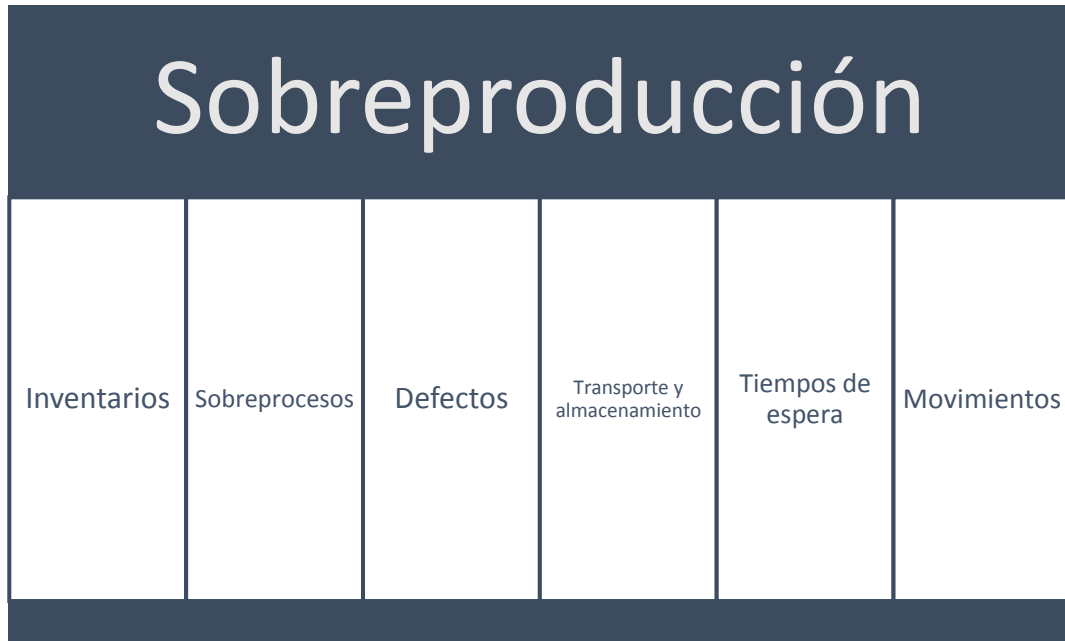 Sobreproducción
Inventarios
Sobreprocesos
Defectos
Transporte y
almacenamiento
Tiempos de
espera
Movimientos